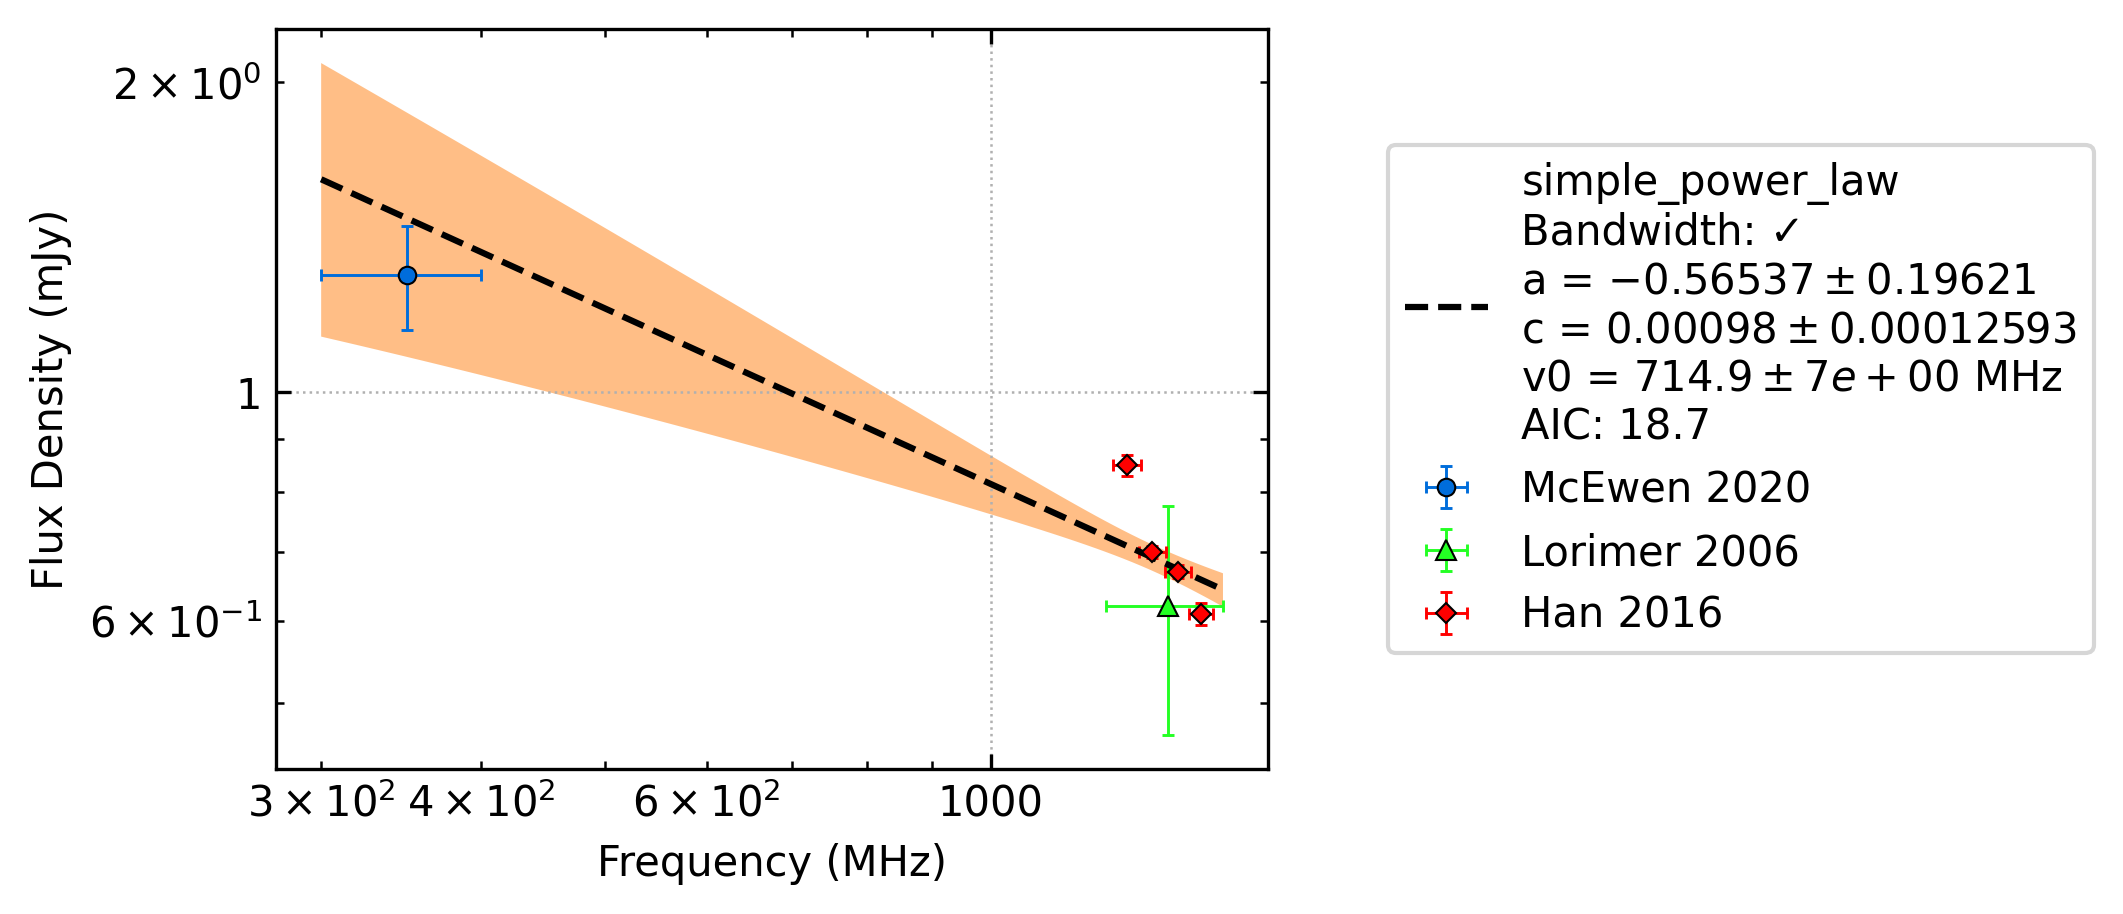 2 × 10⁰
1
6 × 10⁻¹
Flux Density (mJy)
3 × 10² 4 × 10² 6 × 10² 1000
Frequency (MHz)
simple_power_law
Bandwidth: ✓
a = −0.56537 ± 0.19621
c = 0.00098 ± 0.00012593
v0 = 714.9 ± 7e + 00 MHz
AIC: 18.7
McEwen 2020
Lorimer 2006
Han 2016